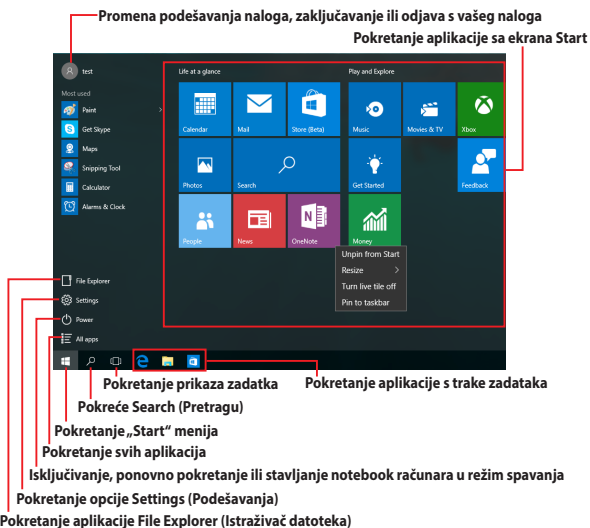 Promena podešavanja naloga, zaključavanje ili odjava s vašeg naloga
Pokretanje aplikacije sa ekrana Start
test
Most used
Paint
Get Skype
Maps
Snipping Tool
Calculator
Alarms & Clock
File Explorer
Settings
Power
All apps
Life at a glance
Play and Explore
Calendar
Mail
Store (Beta)
Music
Movies & TV
Xbox
Photos
Search
Get Started
Feedback
People
News
OneNote
Money
Unpin from Start
Resize
Turn live tile off
Pin to taskbar
Pokretanje prikaza zadatka
Pokretanje aplikacije s trake zadataka
Pokreće Search (Pretragu)
Pokretanje „Start“ menija
Pokretanje svih aplikacija
Isključivanje, ponovno pokretanje ili stavljanje notebook računara u režim spavanja
Pokretanje opcije Settings (Podešavanja)
Pokretanje aplikacije File Explorer (Istraživač datoteka)